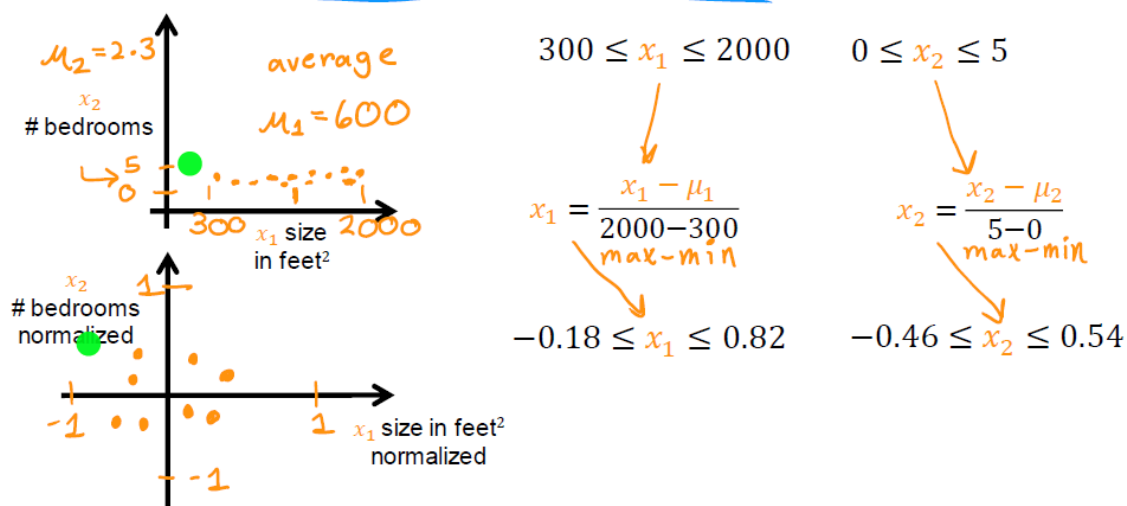 μ₂ = 2.3
average
μ₁ = 600
x₂
# bedrooms
5
0
300
2000
x₁ size
in feet²
300 ≤ x₁ ≤ 2000
0 ≤ x₂ ≤ 5
x₁ = (x₁ − μ₁) / (2000−300)
max-min
x₂ = (x₂ − μ₂) / (5−0)
max-min
−0.18 ≤ x₁ ≤ 0.82
−0.46 ≤ x₂ ≤ 0.54
x₂
# bedrooms
normalized
1
-1
1
-1
x₁ size in feet²
normalized